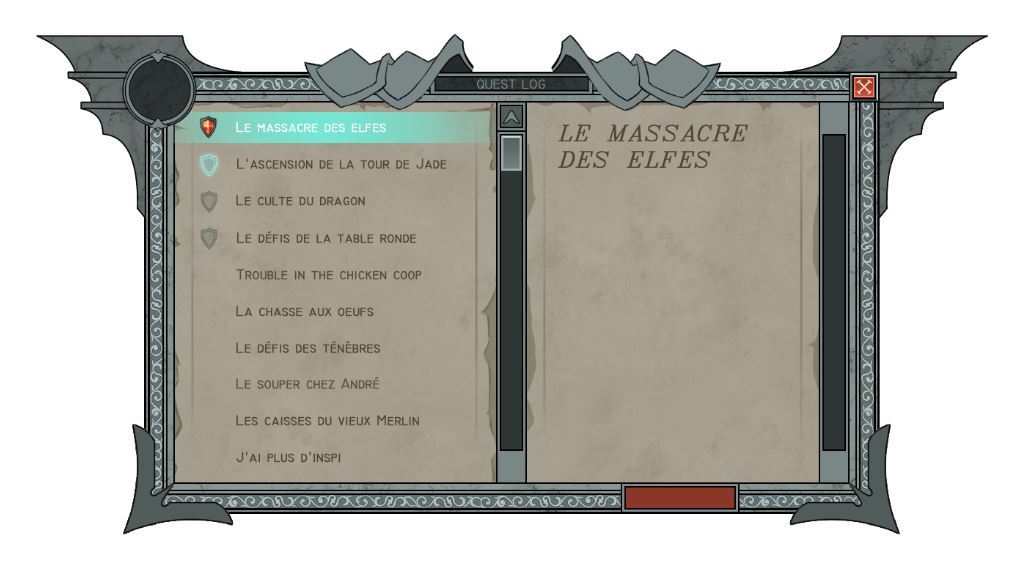 QUEST LOG
LE MASSACRE DES ELFES
L'ASCENSION DE LA TOUR DE JADE
LE CULTE DU DRAGON
LE DÉFIS DE LA TABLE RONDE
TROUBLE IN THE CHICKEN COOP
LA CHASSE AUX OEUFS
LE DÉFIS DES TÉNÈBRES
LE SOUPER CHEZ ANDRÉ
LES CAISSES DU VIEUX MERLIN
J'AI PLUS D'INSPI
LE MASSACRE
DES ELFES